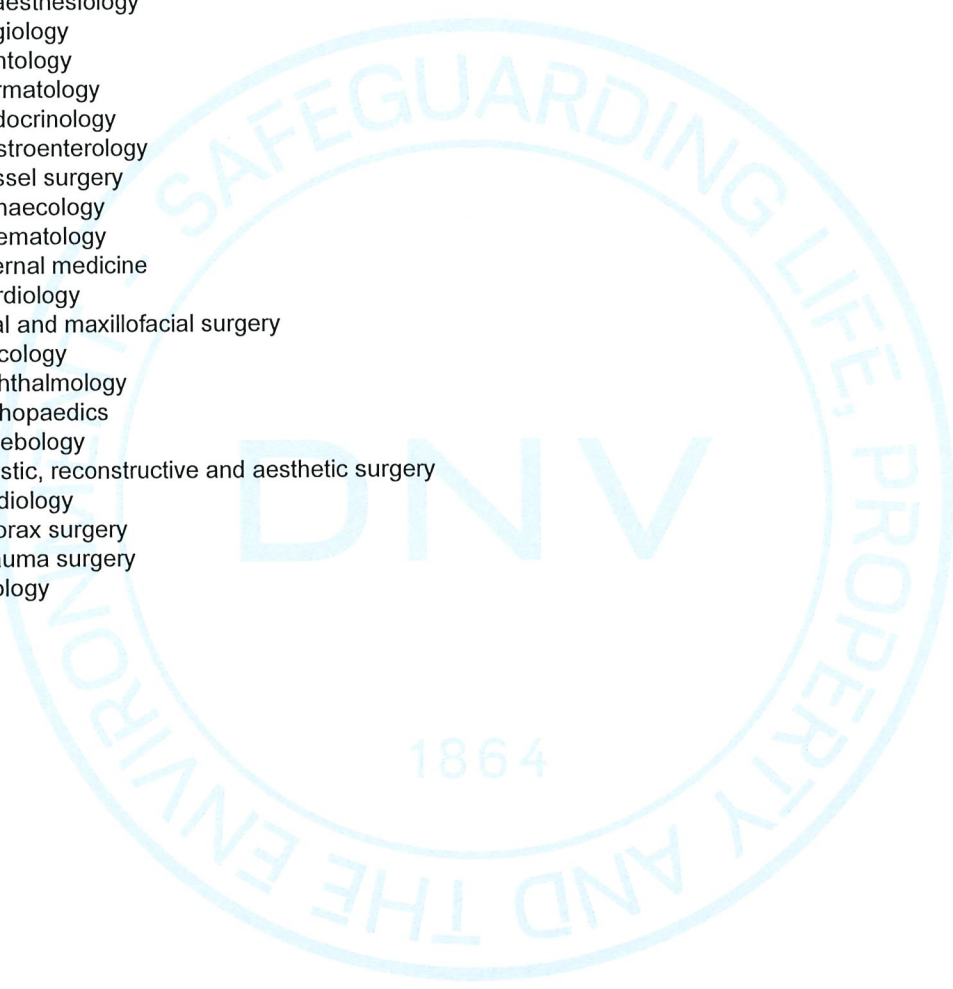 aesthesiology
giology
ntology
rmatology
docrinology
stroenterology
ssel surgery
naecology
ematology
ernal medicine
rdiology
al and maxillofacial surgery
cology
hthalmology
hopaedics
ebology
stic, reconstructive and aesthetic surgery
diology
orax surgery
uma surgery
ology
SAFEGUARDING LIFE, PROPERTY AND THE ENVIRONMENT
DNV
1864